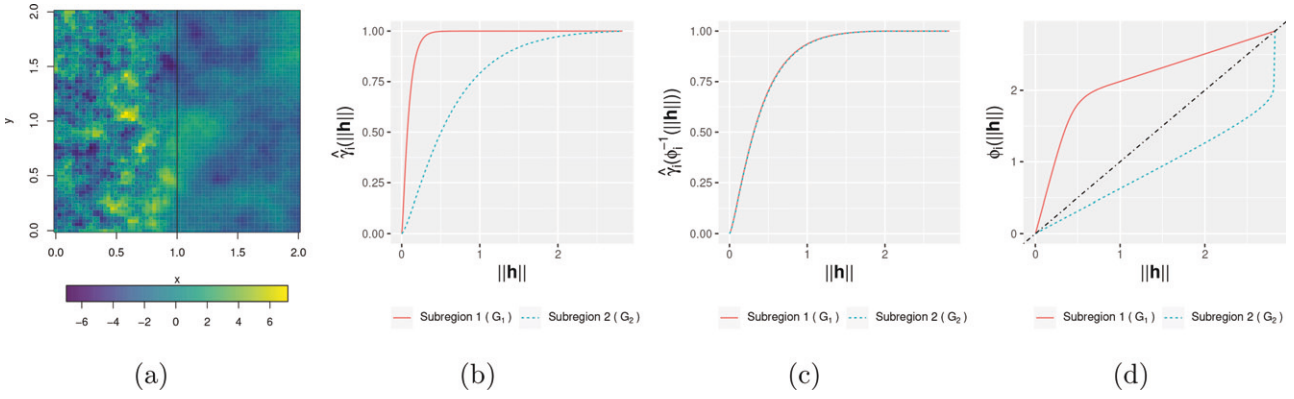 2.0
1.5
1.0
0.5
0.0
y
0.0 0.5 1.0 1.5 2.0
x
−6 −4 −2 0 2 4 6
(a)
1.00
0.75
0.50
0.25
0.00
γ̂ᵢ(||h||)
0 1 2
||h||
Subregion 1 ( G₁ ) Subregion 2 ( G₂ )
(b)
1.00
0.75
0.50
0.25
0.00
γ̂ᵢ(ϕᵢ⁻¹(||h||))
0 1 2
||h||
Subregion 1 ( G₁ ) Subregion 2 ( G₂ )
(c)
2
1
0
ϕᵢ(||h||)
0 1 2
||h||
Subregion 1 ( G₁ ) Subregion 2 ( G₂ )
(d)